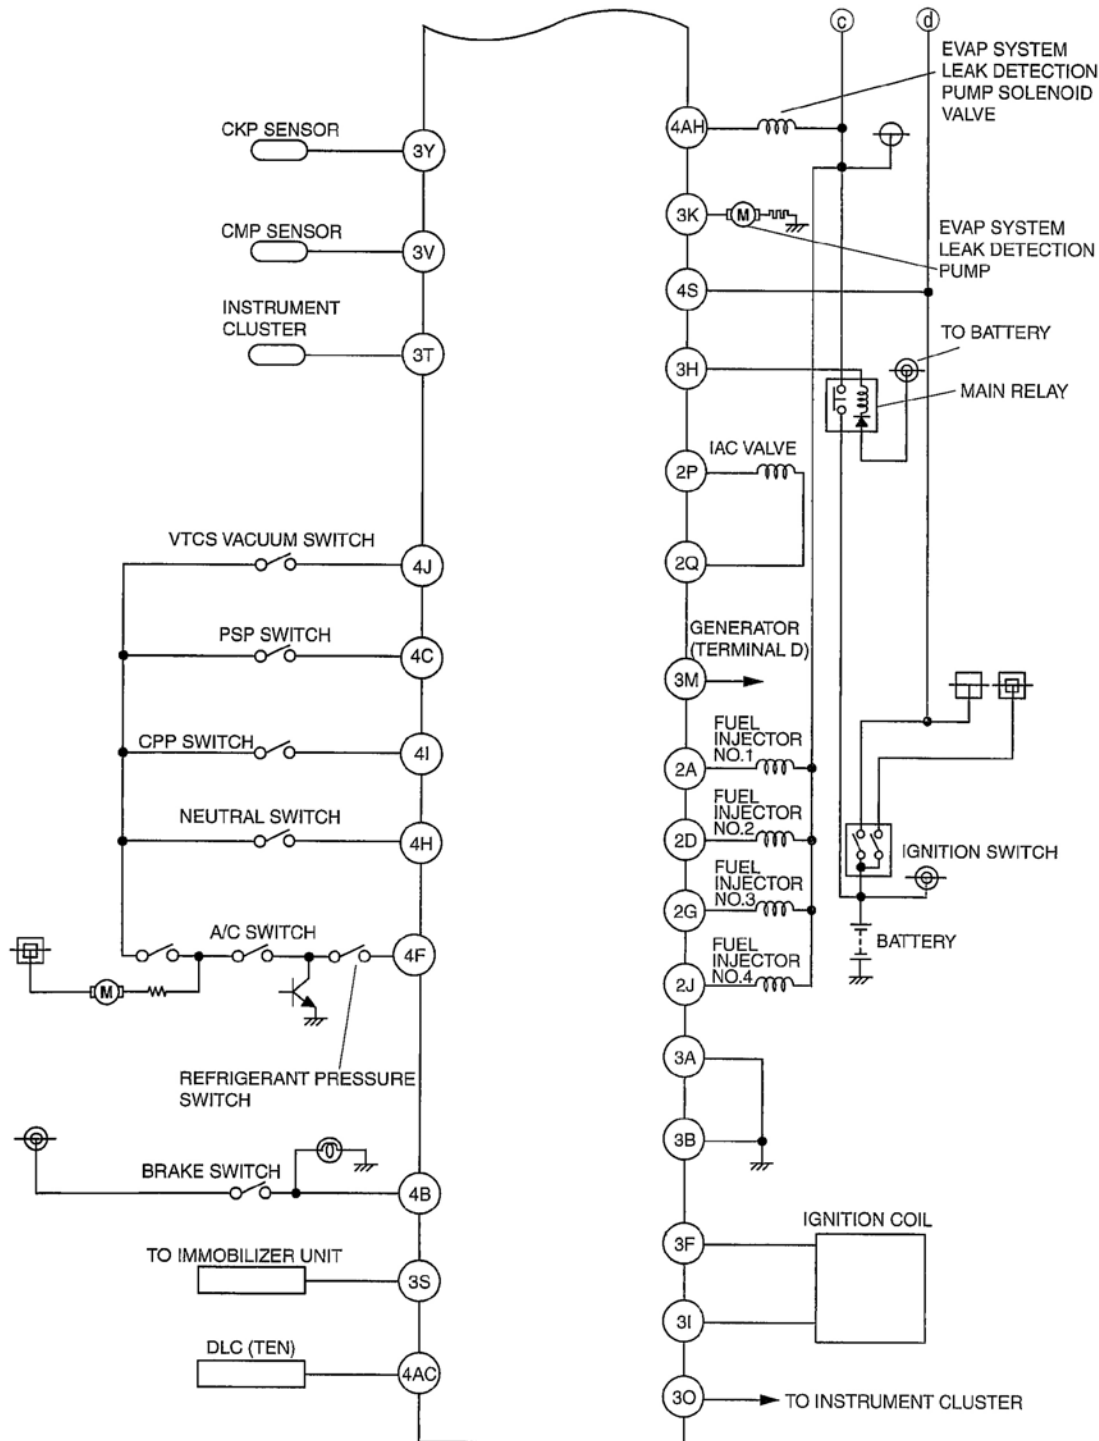 c
d
EVAP SYSTEM
LEAK DETECTION
PUMP SOLENOID
VALVE
4AH
CKP SENSOR
3Y
3K
M
EVAP SYSTEM
LEAK DETECTION
PUMP
CMP SENSOR
3V
4S
INSTRUMENT
CLUSTER
3T
3H
TO BATTERY
MAIN RELAY
IAC VALVE
2P
2Q
VTCS VACUUM SWITCH
4J
PSP SWITCH
4C
GENERATOR
(TERMINAL D)
3M
CPP SWITCH
4I
FUEL
INJECTOR
NO.1
2A
NEUTRAL SWITCH
4H
FUEL
INJECTOR
NO.2
2D
IGNITION SWITCH
FUEL
INJECTOR
NO.3
2G
A/C SWITCH
4F
M
BATTERY
FUEL
INJECTOR
NO.4
2J
REFRIGERANT PRESSURE
SWITCH
3A
3B
BRAKE SWITCH
4B
TO IMMOBILIZER UNIT
3S
IGNITION COIL
3F
3I
DLC (TEN)
4AC
3O
TO INSTRUMENT CLUSTER